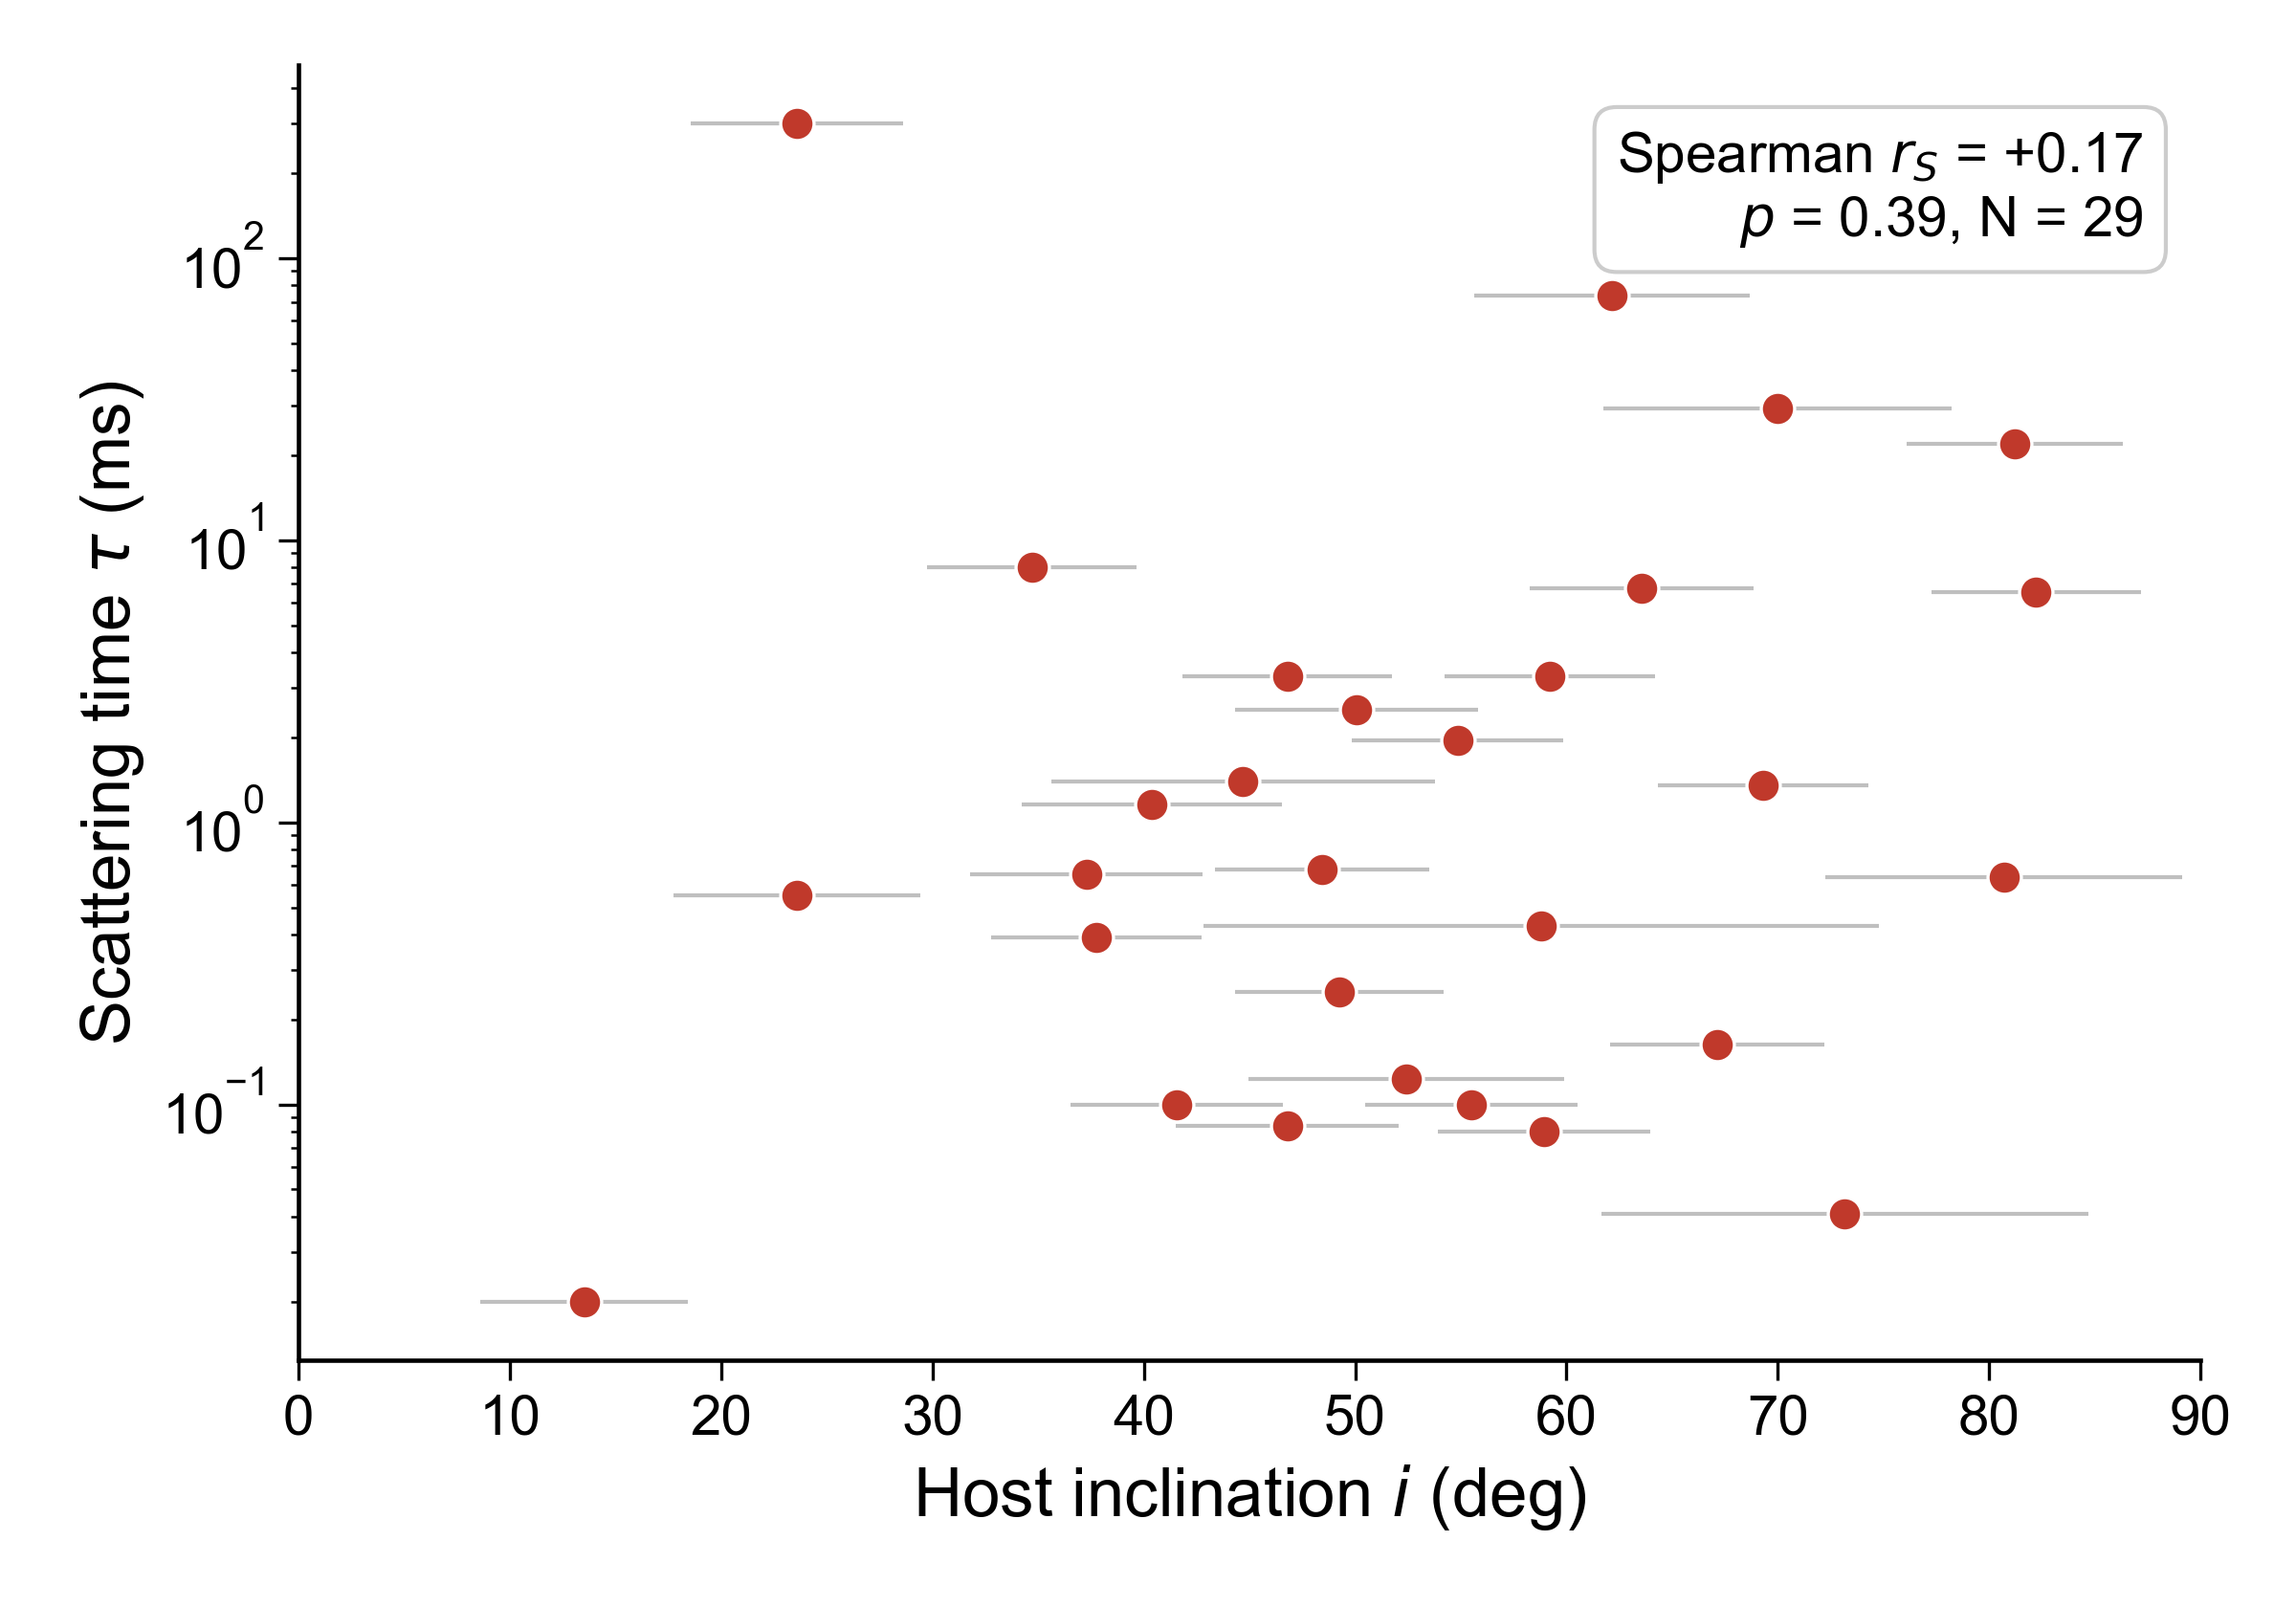 Spearman r_S = +0.17
p = 0.39, N = 29
10^2
10^1
10^0
10^−1
Scattering time τ (ms)
0 10 20 30 40 50 60 70 80 90
Host inclination i (deg)